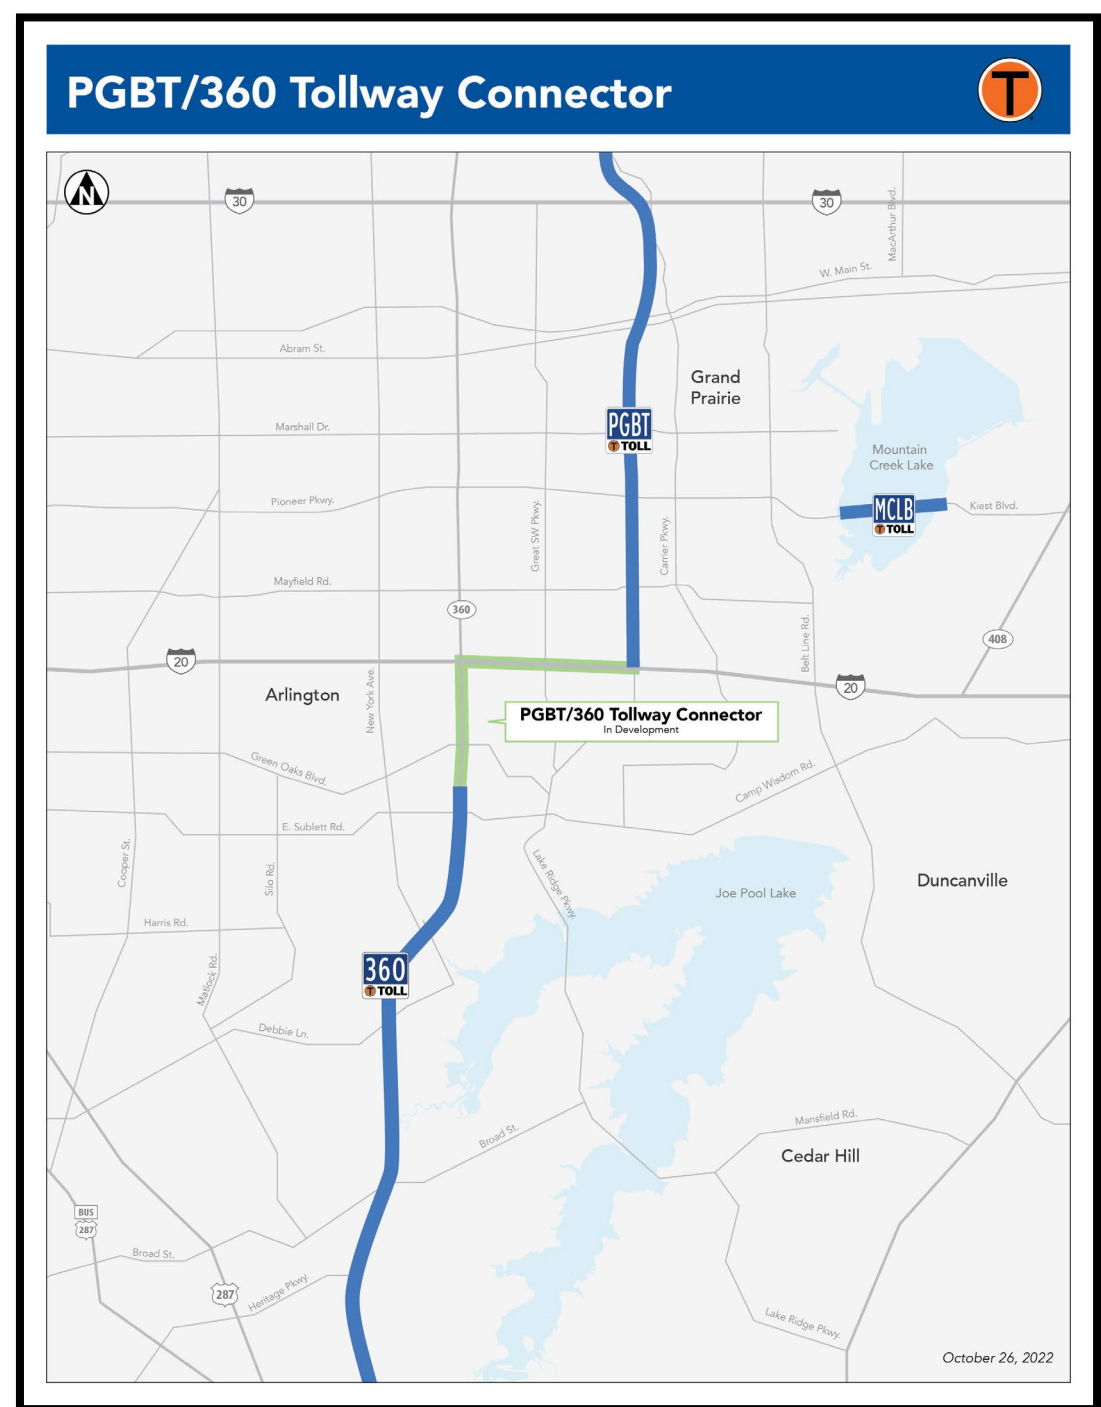 PGBT/360 Tollway Connector
T
N
30
30
MacArthur Blvd.
W. Main St.
Abram St.
Grand
Prairie
PGBT
T TOLL
Marshall Dr.
Mountain
Creek Lake
Pioneer Pkwy.
Great SW Pkwy.
Carrier Pkwy.
MCLB
T TOLL
Kiest Blvd.
Mayfield Rd.
360
Belt Line Rd.
408
20
20
Arlington
New York Ave.
PGBT/360 Tollway Connector
In Development
Green Oaks Blvd.
Camp Wisdom Rd.
E. Sublett Rd.
Cooper St.
Silo Rd.
Lake Ridge Pkwy.
Joe Pool Lake
Duncanville
Harris Rd.
Matlock Rd.
360
T TOLL
Debbie Ln.
Broad St.
Mansfield Rd.
Cedar Hill
BUS
287
Broad St.
287
Heritage Pkwy.
Lake Ridge Pkwy.
October 26, 2022